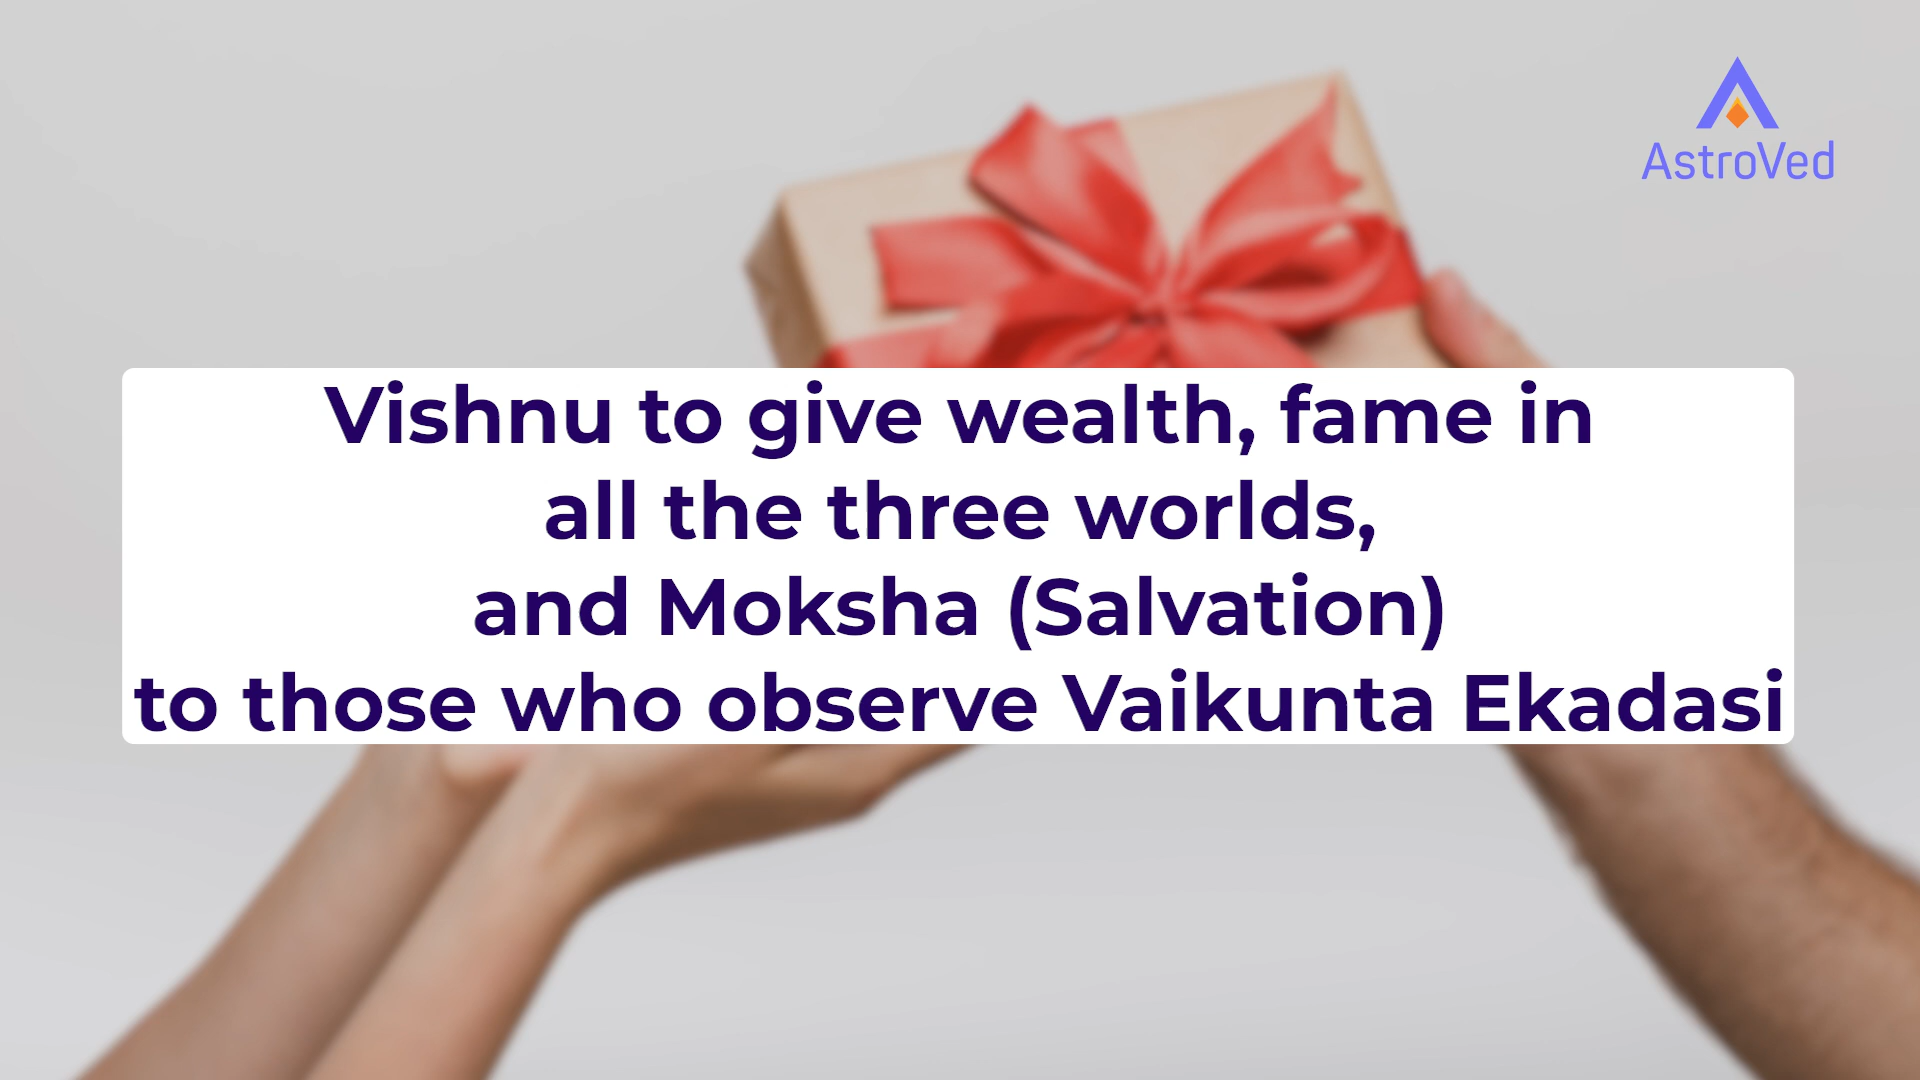 AstroVed
Vishnu to give wealth, fame in
all the three worlds,
and Moksha (Salvation)
to those who observe Vaikunta Ekadasi